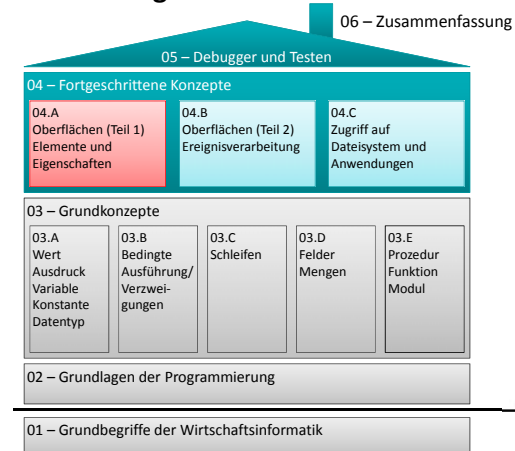 06 – Zusammenfassung
05 – Debugger und Testen
04 – Fortgeschrittene Konzepte
04.A
Oberflächen (Teil 1)
Elemente und
Eigenschaften
04.B
Oberflächen (Teil 2)
Ereignisverarbeitung
04.C
Zugriff auf
Dateisystem und
Anwendungen
03 – Grundkonzepte
03.A
Wert
Ausdruck
Variable
Konstante
Datentyp
03.B
Bedingte
Ausführung/
Verzwei-
gungen
03.C
Schleifen
03.D
Felder
Mengen
03.E
Prozedur
Funktion
Modul
02 – Grundlagen der Programmierung
01 – Grundbegriffe der Wirtschaftsinformatik